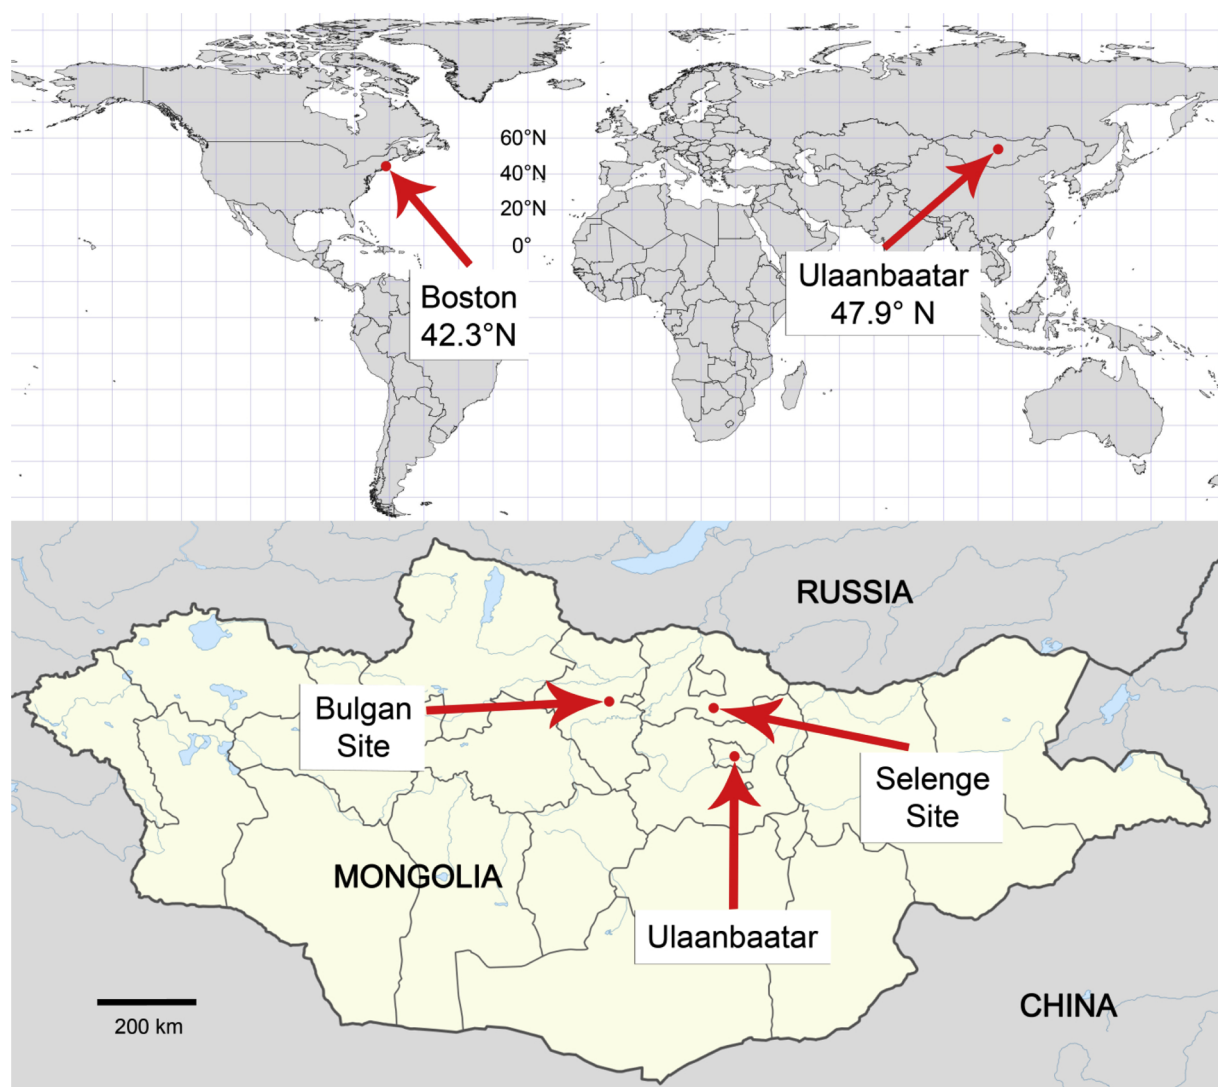 60°N
40°N
20°N
0°
Boston
42.3°N
Ulaanbaatar
47.9° N
RUSSIA
Bulgan
Site
Selenge
Site
MONGOLIA
Ulaanbaatar
CHINA
200 km